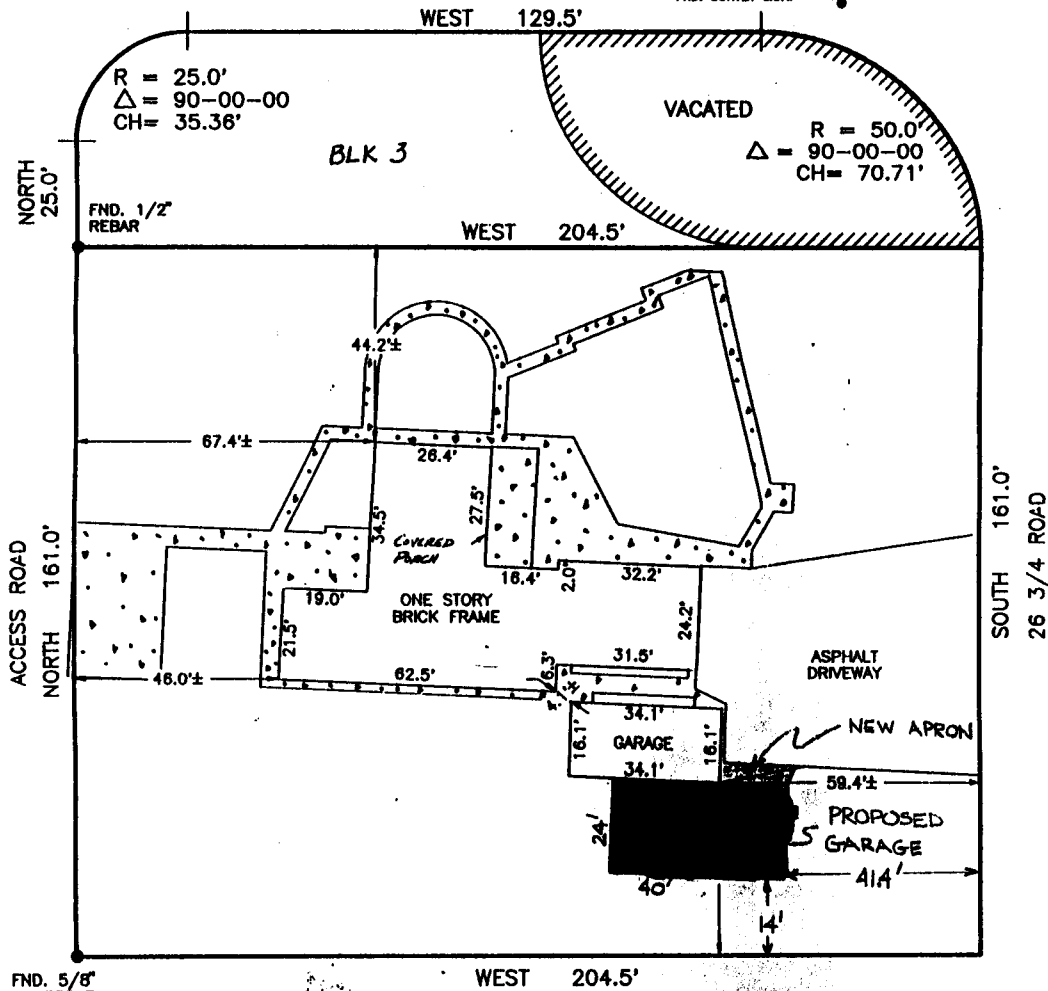 WEST 129.5'
R = 25.0'
△ = 90-00-00
CH= 35.36'
VACATED
R = 50.0'
△ = 90-00-00
CH= 70.71'
BLK 3
NORTH
25.0'
FND. 1/2"
REBAR
WEST 204.5'
44.2'±
67.4'±
26.4'
34.5'
27.5'
COVERED
PORCH
16.4'
2.0'
32.2'
19.0'
ONE STORY
BRICK FRAME
21.5'
24.2'
ACCESS ROAD
NORTH 161.0'
SOUTH 161.0'
26 3/4 ROAD
46.0'±
62.5'
6.3'
31.5'
ASPHALT
DRIVEWAY
34.1'
16.1'
GARAGE
16.1'
34.1'
NEW APRON
59.4'±
24'
PROPOSED
GARAGE
40'
41.4'
14'
FND. 5/8"
WEST 204.5'